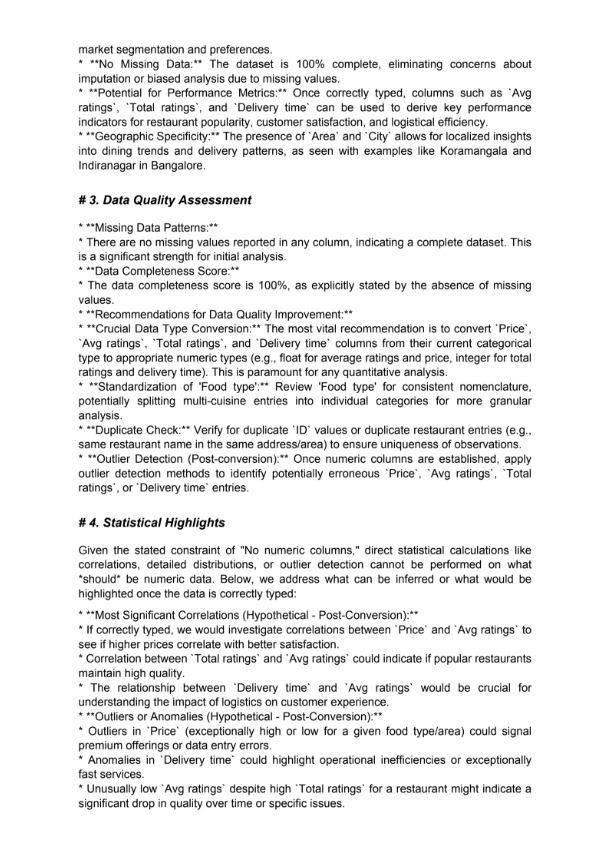 market segmentation and preferences.
* **No Missing Data:** The dataset is 100% complete, eliminating concerns about
imputation or biased analysis due to missing values.
* **Potential for Performance Metrics:** Once correctly typed, columns such as `Avg
ratings`, `Total ratings`, and `Delivery time` can be used to derive key performance
indicators for restaurant popularity, customer satisfaction, and logistical efficiency.
* **Geographic Specificity:** The presence of `Area` and `City` allows for localized insights
into dining trends and delivery patterns, as seen with examples like Koramangala and
Indiranagar in Bangalore.
# 3. Data Quality Assessment
* **Missing Data Patterns:**
* There are no missing values reported in any column, indicating a complete dataset. This
is a significant strength for initial analysis.
* **Data Completeness Score:**
* The data completeness score is 100%, as explicitly stated by the absence of missing
values.
* **Recommendations for Data Quality Improvement:**
* **Crucial Data Type Conversion:** The most vital recommendation is to convert `Price`,
`Avg ratings`, `Total ratings`, and `Delivery time` columns from their current categorical
type to appropriate numeric types (e.g., float for average ratings and price, integer for total
ratings and delivery time). This is paramount for any quantitative analysis.
* **Standardization of 'Food type':** Review 'Food type' for consistent nomenclature,
potentially splitting multi-cuisine entries into individual categories for more granular
analysis.
* **Duplicate Check:** Verify for duplicate `ID` values or duplicate restaurant entries (e.g.,
same restaurant name in the same address/area) to ensure uniqueness of observations.
* **Outlier Detection (Post-conversion):** Once numeric columns are established, apply
outlier detection methods to identify potentially erroneous `Price`, `Avg ratings`, `Total
ratings`, or `Delivery time` entries.
# 4. Statistical Highlights
Given the stated constraint of "No numeric columns," direct statistical calculations like
correlations, detailed distributions, or outlier detection cannot be performed on what
*should* be numeric data. Below, we address what can be inferred or what would be
highlighted once the data is correctly typed:
* **Most Significant Correlations (Hypothetical - Post-Conversion):**
* If correctly typed, we would investigate correlations between `Price` and `Avg ratings` to
see if higher prices correlate with better satisfaction.
* Correlation between `Total ratings` and `Avg ratings` could indicate if popular restaurants
maintain high quality.
* The relationship between `Delivery time` and `Avg ratings` would be crucial for
understanding the impact of logistics on customer experience.
* **Outliers or Anomalies (Hypothetical - Post-Conversion):**
* Outliers in `Price` (exceptionally high or low for a given food type/area) could signal
premium offerings or data entry errors.
* Anomalies in `Delivery time` could highlight operational inefficiencies or exceptionally
fast services.
* Unusually low `Avg ratings` despite high `Total ratings` for a restaurant might indicate a
significant drop in quality over time or specific issues.